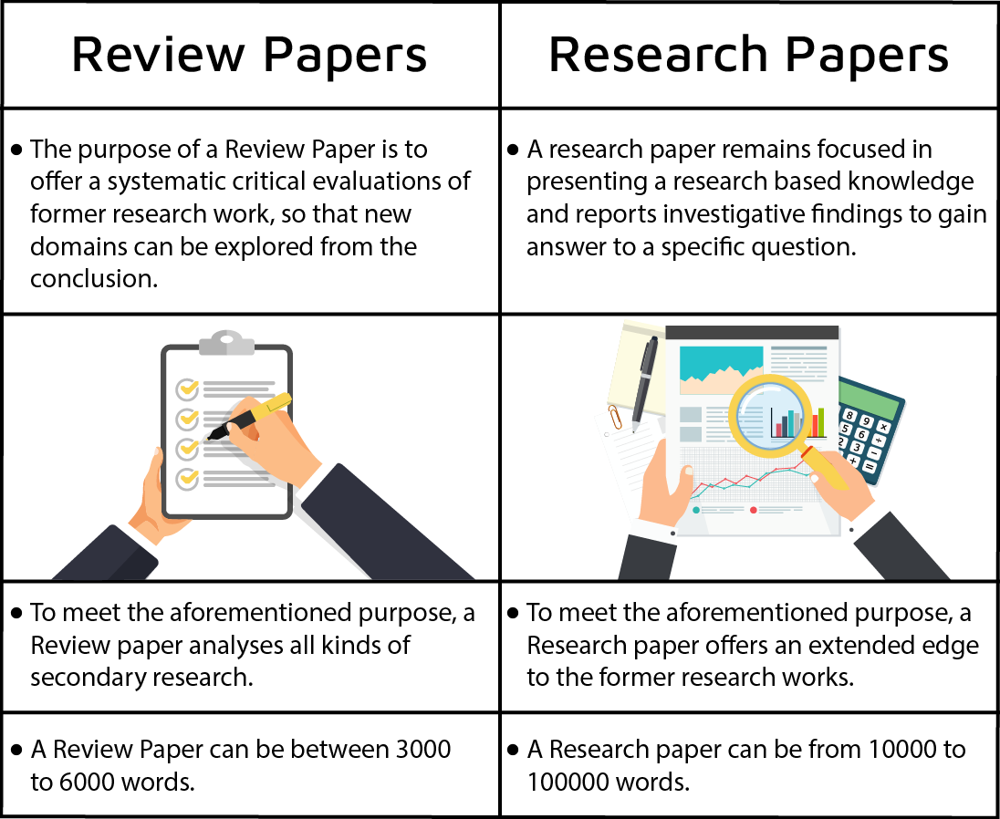 Review Papers
Research Papers
• The purpose of a Review Paper is to
offer a systematic critical evaluations of
former research work, so that new
domains can be explored from the
conclusion.
• A research paper remains focused in
presenting a research based knowledge
and reports investigative findings to gain
answer to a specific question.
8 9 ×
5 6 ÷
2 3 −
+ =
• To meet the aforementioned purpose, a
Review paper analyses all kinds of
secondary research.
• To meet the aforementioned purpose, a
Research paper offers an extended edge
to the former research works.
• A Review Paper can be between 3000
to 6000 words.
• A Research paper can be from 10000 to
100000 words.